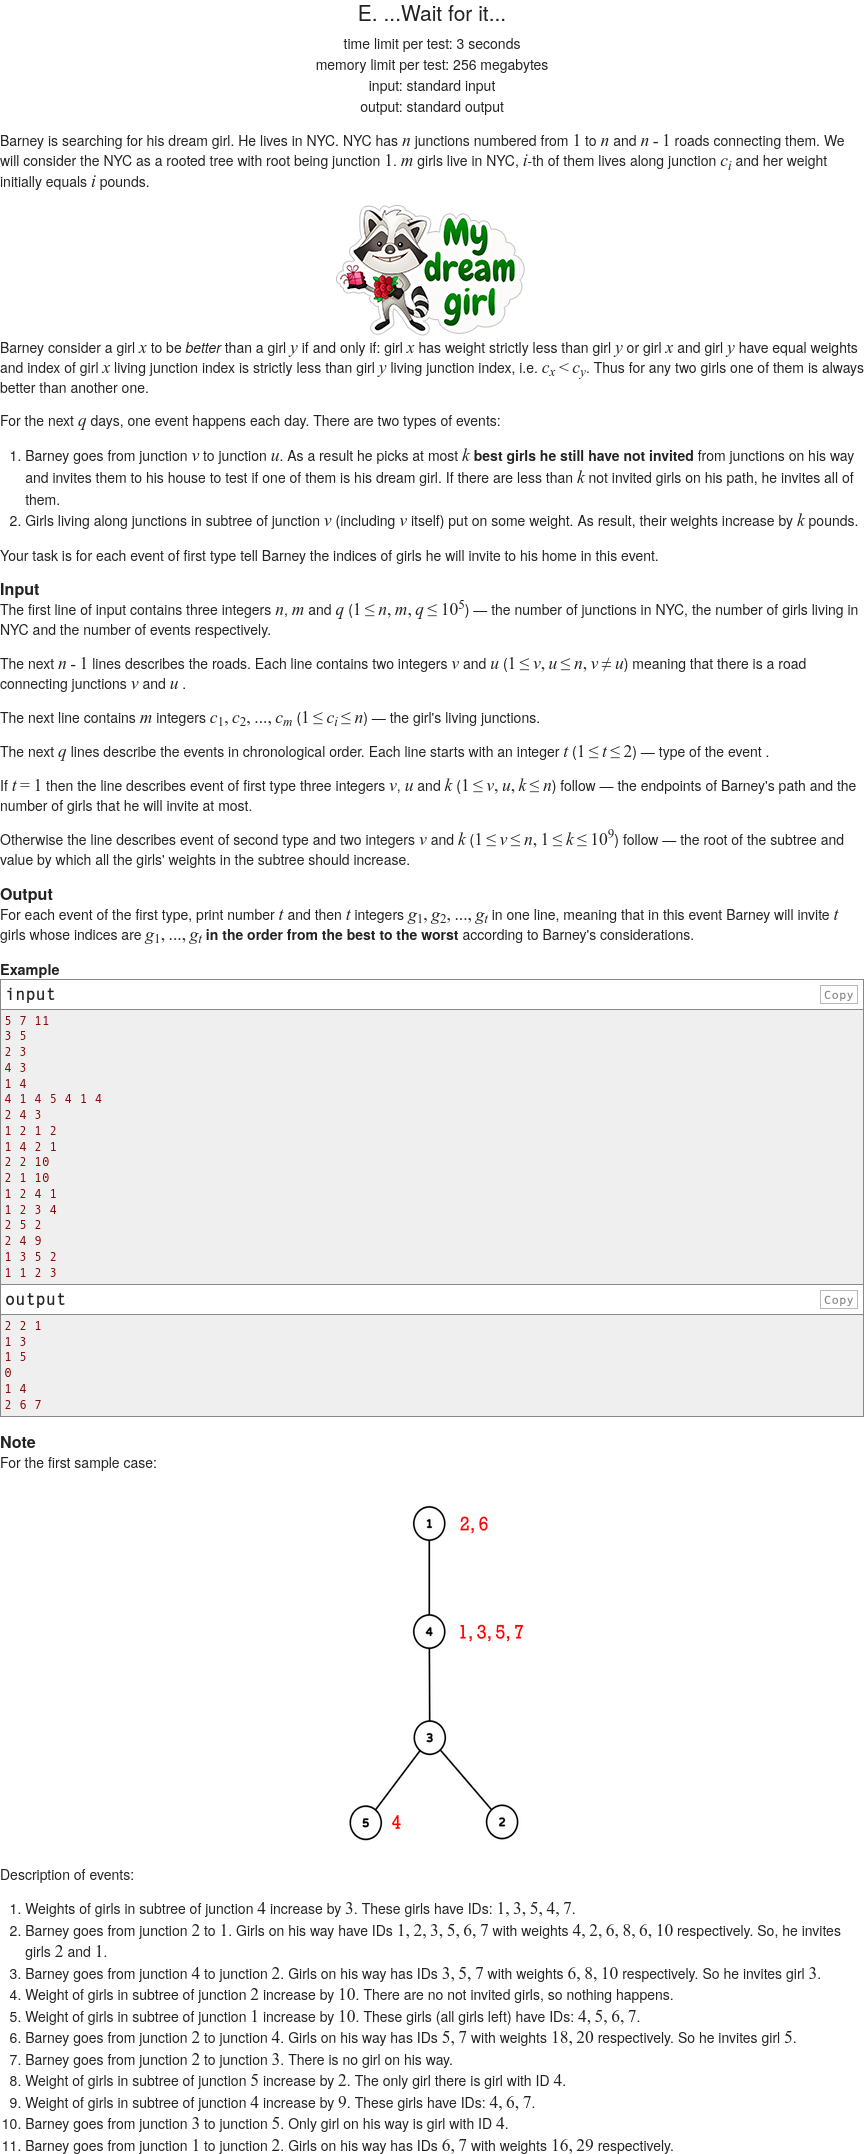 E. ...Wait for it...
time limit per test: 3 seconds
memory limit per test: 256 megabytes
input: standard input
output: standard output
Barney is searching for his dream girl. He lives in NYC. NYC has n junctions numbered from 1 to n and n - 1 roads connecting them. We
will consider the NYC as a rooted tree with root being junction 1. m girls live in NYC, i-th of them lives along junction c_i and her weight
initially equals i pounds.
My
dream
girl
Barney consider a girl x to be better than a girl y if and only if: girl x has weight strictly less than girl y or girl x and girl y have equal weights
and index of girl x living junction index is strictly less than girl y living junction index, i.e. c_x < c_y. Thus for any two girls one of them is always
better than another one.
For the next q days, one event happens each day. There are two types of events:
1. Barney goes from junction v to junction u. As a result he picks at most k best girls he still have not invited from junctions on his way
and invites them to his house to test if one of them is his dream girl. If there are less than k not invited girls on his path, he invites all of
them.
2. Girls living along junctions in subtree of junction v (including v itself) put on some weight. As result, their weights increase by k pounds.
Your task is for each event of first type tell Barney the indices of girls he will invite to his home in this event.
Input
The first line of input contains three integers n, m and q (1 ≤ n, m, q ≤ 10^5) — the number of junctions in NYC, the number of girls living in
NYC and the number of events respectively.
The next n - 1 lines describes the roads. Each line contains two integers v and u (1 ≤ v, u ≤ n, v ≠ u) meaning that there is a road
connecting junctions v and u .
The next line contains m integers c_1, c_2, ..., c_m (1 ≤ c_i ≤ n) — the girl's living junctions.
The next q lines describe the events in chronological order. Each line starts with an integer t (1 ≤ t ≤ 2) — type of the event .
If t = 1 then the line describes event of first type three integers v, u and k (1 ≤ v, u, k ≤ n) follow — the endpoints of Barney's path and the
number of girls that he will invite at most.
Otherwise the line describes event of second type and two integers v and k (1 ≤ v ≤ n, 1 ≤ k ≤ 10^9) follow — the root of the subtree and
value by which all the girls' weights in the subtree should increase.
Output
For each event of the first type, print number t and then t integers g_1, g_2, ..., g_t in one line, meaning that in this event Barney will invite t
girls whose indices are g_1, ..., g_t in the order from the best to the worst according to Barney's considerations.
Example
input
Copy
5 7 11
3 5
2 3
4 3
1 4
4 1 4 5 4 1 4
2 4 3
1 2 1 2
1 4 2 1
2 2 10
2 1 10
1 2 4 1
1 2 3 4
2 5 2
2 4 9
1 3 5 2
1 1 2 3
output
Copy
2 2 1
1 3
1 5
0
1 4
2 6 7
Note
For the first sample case:
1 2, 6
4 1, 3, 5, 7
3
5 4 2
Description of events:
1. Weights of girls in subtree of junction 4 increase by 3. These girls have IDs: 1, 3, 5, 4, 7.
2. Barney goes from junction 2 to 1. Girls on his way have IDs 1, 2, 3, 5, 6, 7 with weights 4, 2, 6, 8, 6, 10 respectively. So, he invites
girls 2 and 1.
3. Barney goes from junction 4 to junction 2. Girls on his way has IDs 3, 5, 7 with weights 6, 8, 10 respectively. So he invites girl 3.
4. Weight of girls in subtree of junction 2 increase by 10. There are no not invited girls, so nothing happens.
5. Weight of girls in subtree of junction 1 increase by 10. These girls (all girls left) have IDs: 4, 5, 6, 7.
6. Barney goes from junction 2 to junction 4. Girls on his way has IDs 5, 7 with weights 18, 20 respectively. So he invites girl 5.
7. Barney goes from junction 2 to junction 3. There is no girl on his way.
8. Weight of girls in subtree of junction 5 increase by 2. The only girl there is girl with ID 4.
9. Weight of girls in subtree of junction 4 increase by 9. These girls have IDs: 4, 6, 7.
10. Barney goes from junction 3 to junction 5. Only girl on his way is girl with ID 4.
11. Barney goes from junction 1 to junction 2. Girls on his way has IDs 6, 7 with weights 16, 29 respectively.